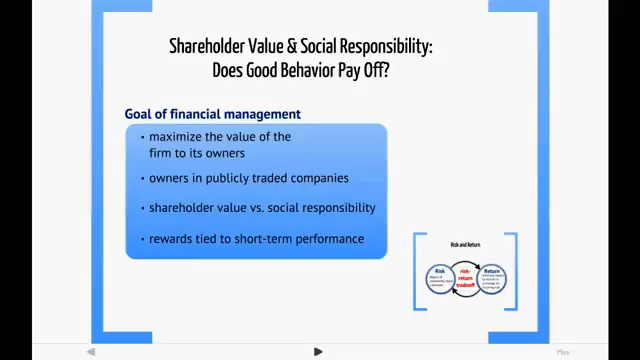 Shareholder Value & Social Responsibility:
Does Good Behavior Pay Off?
Goal of financial management
• maximize the value of the
firm to its owners
• owners in publicly traded companies
• shareholder value vs. social responsibility
• rewards tied to short-term performance
Risk and Return
Risk
risk-
return
tradeoff
Return
More